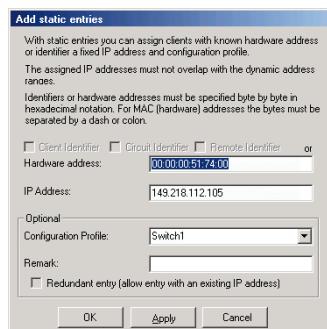 Add static entries
With static entries you can assign clients with known hardware address
or identifier a fixed IP address and configuration profile.
The assigned IP addresses must not overlap with the dynamic address
ranges.
Identifiers or hardware addresses must be specified byte by byte in
hexadecimal notation. For MAC (hardware) addresses the bytes must be
separated by a dash or colon.
Client Identifier Circuit Identifier Remote Identifier or
Hardware address: 00:00:00:51:74:00
IP Address: 149.218.112.105
Optional
Configuration Profile: Switch1
Remark:
Redundant entry (allow entry with an existing IP address)
OK Apply Cancel